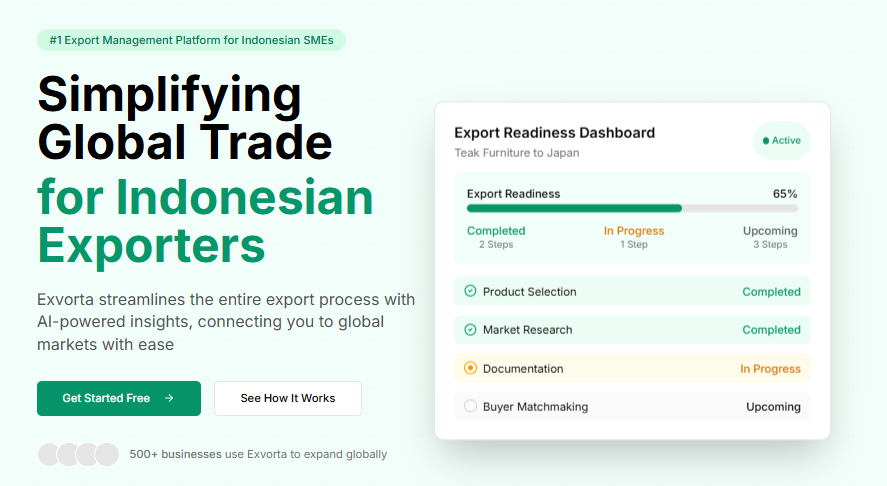 #1 Export Management Platform for Indonesian SMEs
Simplifying
Global Trade
for Indonesian
Exporters
Exvorta streamlines the entire export process with
AI-powered insights, connecting you to global
markets with ease
Get Started Free →
See How It Works
500+ businesses use Exvorta to expand globally
Export Readiness Dashboard
Teak Furniture to Japan
Active
Export Readiness 65%
Completed In Progress Upcoming
2 Steps 1 Step 3 Steps
Product Selection Completed
Market Research Completed
Documentation In Progress
Buyer Matchmaking Upcoming